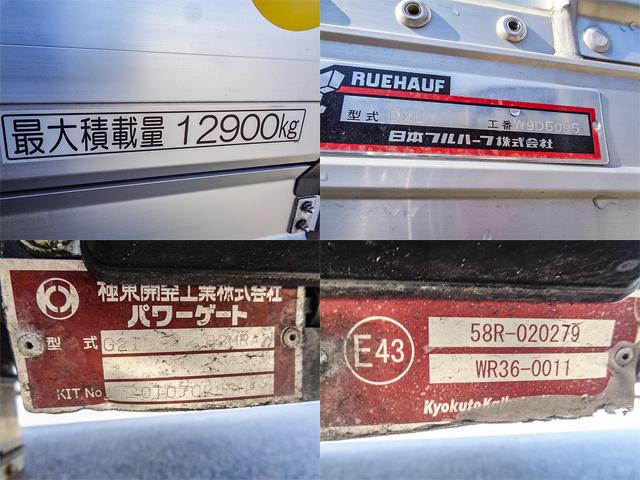 最大積載量 12900kg
RUEHAUF
型式
工番 W9D5095
日本フルハーフ株式会社
極東開発工業株式会社
パワーゲート
型式
KIT.No
E43
58R-020279
WR36-0011